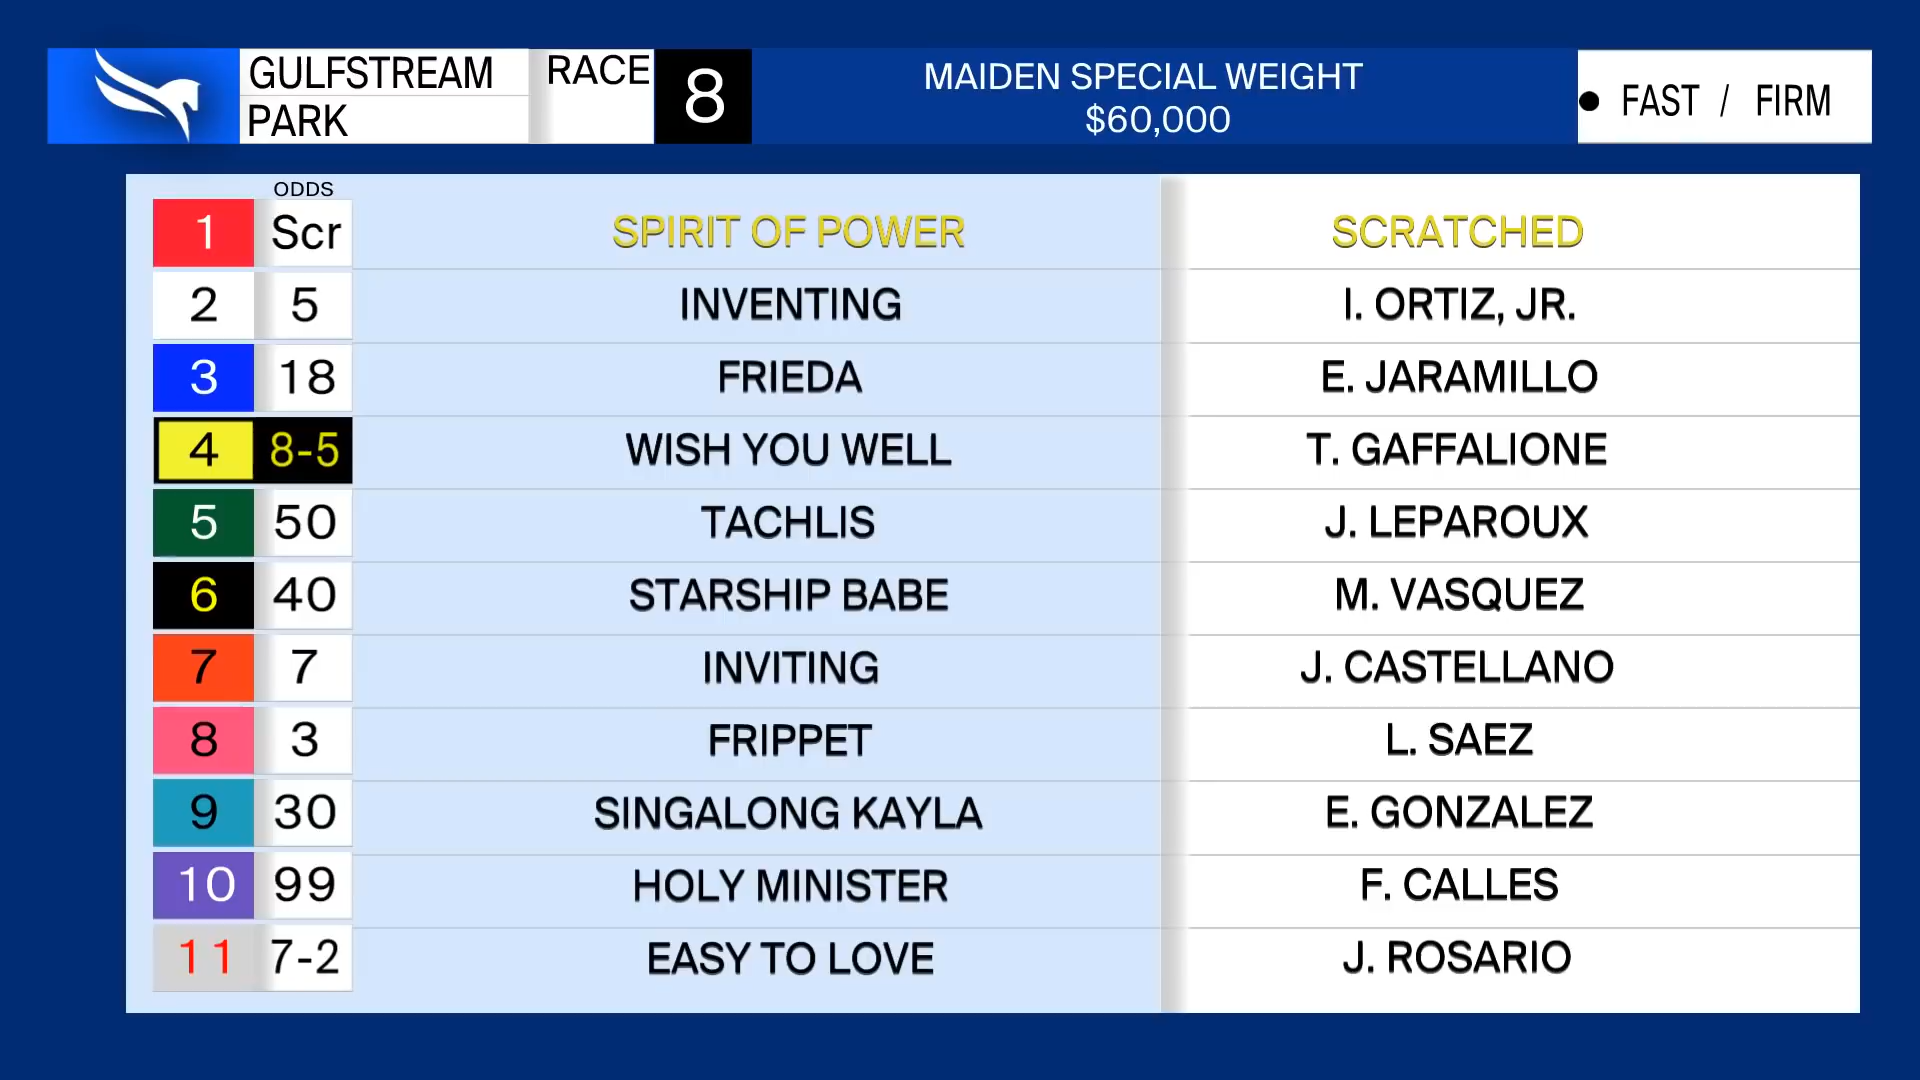 GULFSTREAM
PARK
RACE
8
MAIDEN SPECIAL WEIGHT
$60,000
FAST / FIRM
ODDS
1 Scr SPIRIT OF POWER SCRATCHED
2 5 INVENTING I. ORTIZ, JR.
3 18 FRIEDA E. JARAMILLO
4 8-5 WISH YOU WELL T. GAFFALIONE
5 50 TACHLIS J. LEPAROUX
6 40 STARSHIP BABE M. VASQUEZ
7 7 INVITING J. CASTELLANO
8 3 FRIPPET L. SAEZ
9 30 SINGALONG KAYLA E. GONZALEZ
10 99 HOLY MINISTER F. CALLES
11 7-2 EASY TO LOVE J. ROSARIO